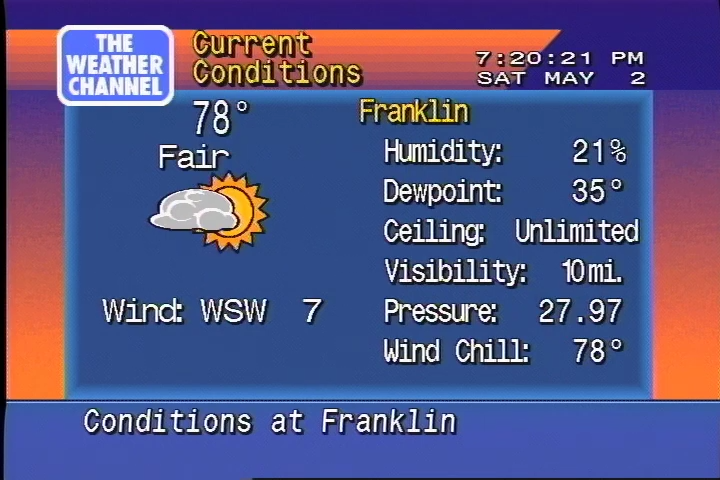 THE
WEATHER
CHANNEL
Current
Conditions
7:20:21 PM
SAT MAY 2
78°
Fair
Wind: WSW 7
Franklin
Humidity: 21%
Dewpoint: 35°
Ceiling: Unlimited
Visibility: 10mi.
Pressure: 27.97
Wind Chill: 78°
Conditions at Franklin